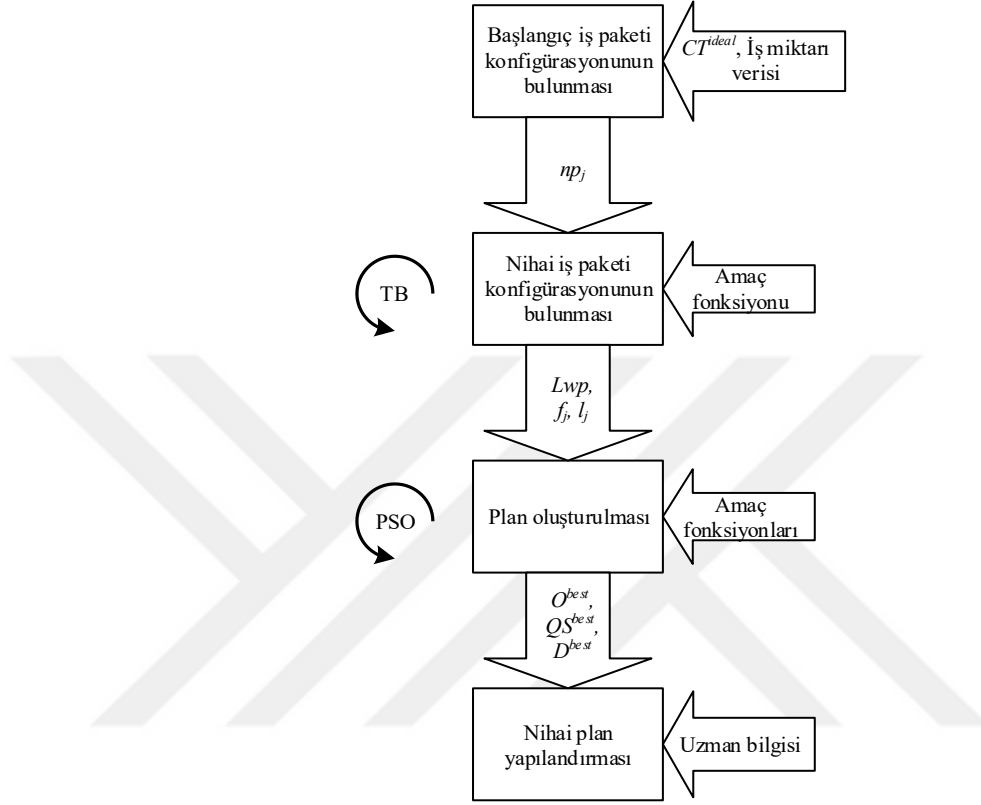 Başlangıç iş paketi
konfigürasyonunun
bulunması
CT^ideal, İş miktarı
verisi
np_j
Nihai iş paketi
konfigürasyonunun
bulunması
Amaç
fonksiyonu
TB
Lwp,
f_j, l_j
Plan oluşturulması
Amaç
fonksiyonları
PSO
O^best,
QS^best,
D^best
Nihai plan
yapılandırması
Uzman bilgisi